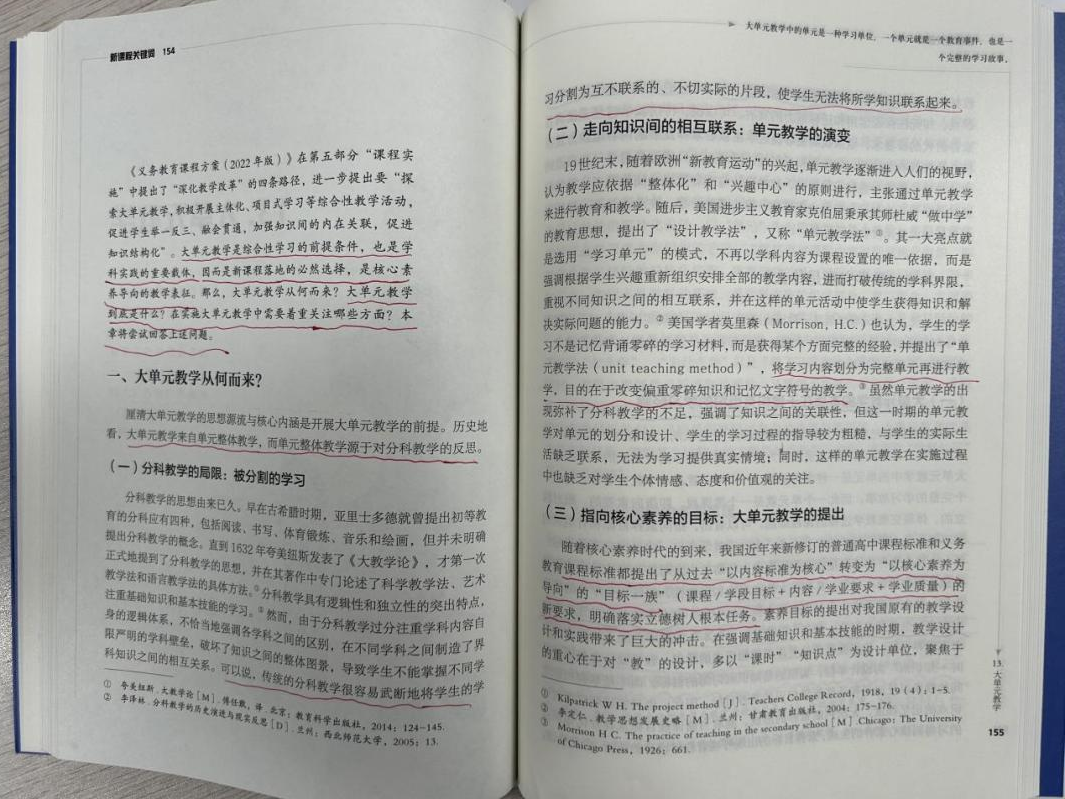 新课程关键词 154
《义务教育课程方案（2022年版）》在第五部分“课程实
施”中提出了“深化教学改革”的四条路径，进一步提出要“探
索大单元教学，积极开展主体化、项目式学习等综合性教学活动，
促进学生举一反三、融会贯通，加强知识间的内在关联，促进
知识结构化”。大单元教学是综合性学习的前提条件，也是学
科实践的重要载体，因而是新课程落地的必然选择，是核心素
养导向的教学表征。那么，大单元教学从何而来？大单元教学
到底是什么？在实施大单元教学中需要着重关注哪些方面？本
章将尝试回答上述问题。
一、大单元教学从何而来？
厘清大单元教学的思想源流与核心内涵是开展大单元教学的前提。历史地
看，大单元教学来自单元整体教学，而单元整体教学源于对分科教学的反思。
（一）分科教学的局限：被分割的学习
分科教学的思想由来已久。早在古希腊时期，亚里士多德就曾提出初等教
育的分科应有四种，包括阅读、书写、体育锻炼、音乐和绘画，但并未明确
提出分科教学的概念。直到1632年夸美纽斯发表了《大教学论》，才第一次
正式地提到了分科教学的思想，并在其著作中专门论述了科学教学法、艺术
教学法和语言教学法的具体方法。①分科教学具有逻辑性和独立性的突出特点，
注重基础知识和基本技能的学习。②然而，由于分科教学过分注重学科内容自
身的逻辑体系，不恰当地强调各学科之间的区别，在不同学科之间制造了界
限严明的学科壁垒，破坏了知识之间的整体图景，导致学生不能掌握不同学
科知识之间的相互关系。可以说，传统的分科教学很容易武断地将学生的学
① 夸美纽斯.大教学论［M］.傅任敢，译.北京：教育科学出版社，2014：124-145.
② 李泽林.分科教学的历史演进与现实反思［D］.兰州：西北师范大学，2005：13.
▶ 大单元教学中的单元是一种学习单位，一个单元就是一个教育事件，也是一
个完整的学习故事。
习分割为互不联系的、不切实际的片段，使学生无法将所学知识联系起来。
（二）走向知识间的相互联系：单元教学的演变
19世纪末，随着欧洲“新教育运动”的兴起，单元教学逐渐进入人们的视野，
认为教学应依据“整体化”和“兴趣中心”的原则进行，主张通过单元教学
来进行教育和教学。随后，美国进步主义教育家克伯屈秉承其师杜威“做中学”
的教育思想，提出了“设计教学法”，又称“单元教学法”①。其一大亮点就
是选用“学习单元”的模式，不再以学科内容为课程设置的唯一依据，而是
强调根据学生兴趣重新组织安排全部的教学内容，进而打破传统的学科界限，
重视不同知识之间的相互联系，并在这样的单元活动中使学生获得知识和解
决实际问题的能力。②美国学者莫里森（Morrison, H.C.）也认为，学生的学
习不是记忆背诵零碎的学习材料，而是获得某个方面完整的经验，并提出了“单
元教学法（unit teaching method）”，将学习内容划分为完整单元再进行教
学，目的在于改变偏重零碎知识和记忆文字符号的教学。③虽然单元教学的出
现弥补了分科教学的不足，强调了知识之间的关联性，但这一时期的单元教
学对单元的划分和设计、学生的学习过程的指导较为粗糙，与学生的实际生
活缺乏联系，无法为学习提供真实情境；同时，这样的单元教学在实施过程
中也缺乏对学生个体情感、态度和价值观的关注。
（三）指向核心素养的目标：大单元教学的提出
随着核心素养时代的到来，我国近年来新修订的普通高中课程标准和义务
教育课程标准都提出了从过去“以内容标准为核心”转变为“以核心素养为
导向”的“目标一族”（课程/学段目标+内容/学业要求+学业质量）的
新要求，明确落实立德树人根本任务。素养目标的提出对我国原有的教学设
计和实践带来了巨大的冲击。在强调基础知识和基本技能的时期，教学设计
的重心在于对“教”的设计，多以“课时”“知识点”为设计单位，聚焦于
① Kilpatrick W H. The project method［J］. Teachers College Record，1918，19（4）：1-5.
② 李定仁.教学思想发展史略［M］.兰州：甘肃教育出版社，2004：175-176.
③ Morrison H C. The practice of teaching in the secondary school［M］.Chicago：The University
of Chicago Press，1926：661.
13.大单元教学
155